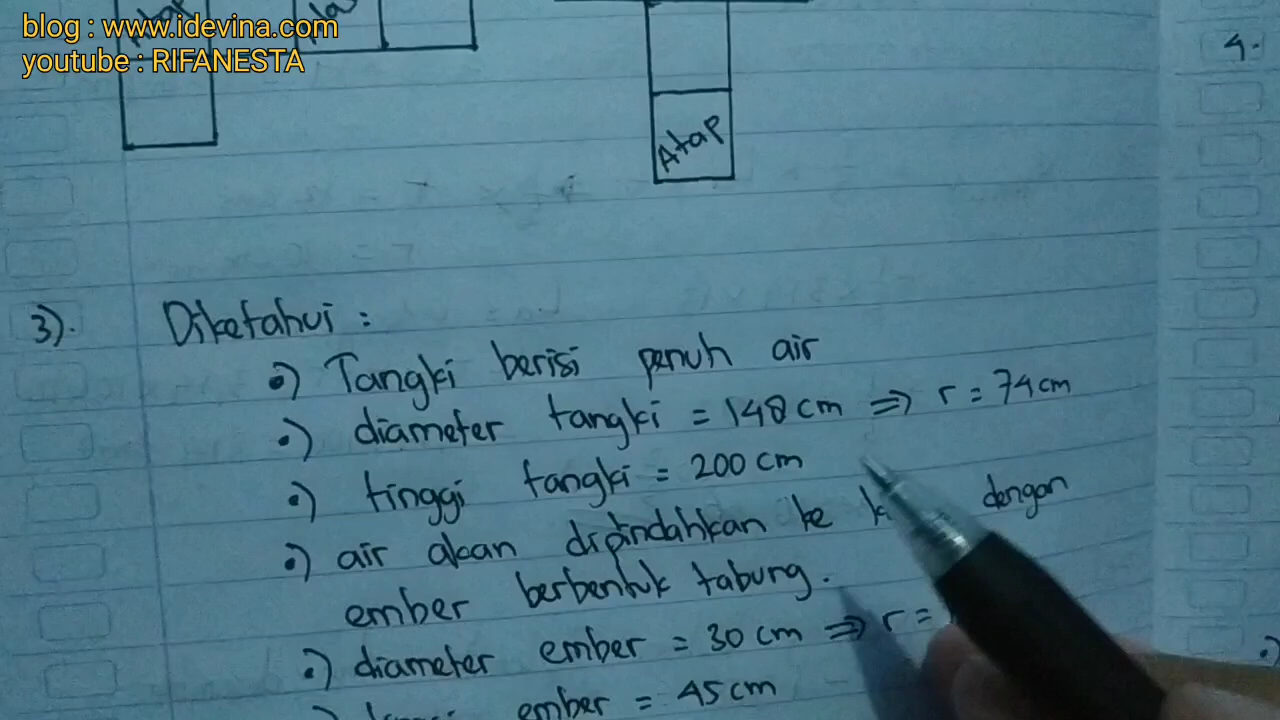 blog : www.idevina.com
youtube : RIFANESTA
Atap
4.
3). Diketahui :
•) Tangki berisi penuh air
•) diameter tangki = 148 cm ⇒ r = 74 cm
•) tinggi tangki = 200 cm
•) air akan dipindahkan ke dengan
ember berbentuk tabung.
•) diameter ember = 30 cm ⇒ r =
ember = 45 cm